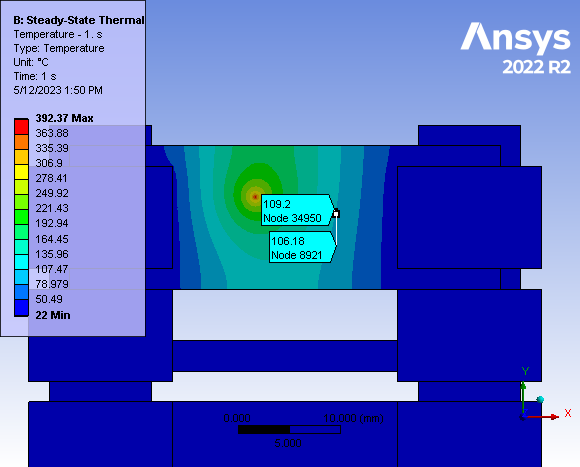 B: Steady-State Thermal
Temperature - 1. s
Type: Temperature
Unit: °C
Time: 1 s
5/12/2023 1:50 PM
392.37 Max
363.88
335.39
306.9
278.41
249.92
221.43
192.94
164.45
135.96
107.47
78.979
50.49
22 Min
Ansys
2022 R2
109.2
Node 34950
106.18
Node 8921
0.000
10.000 (mm)
5.000
Y
X